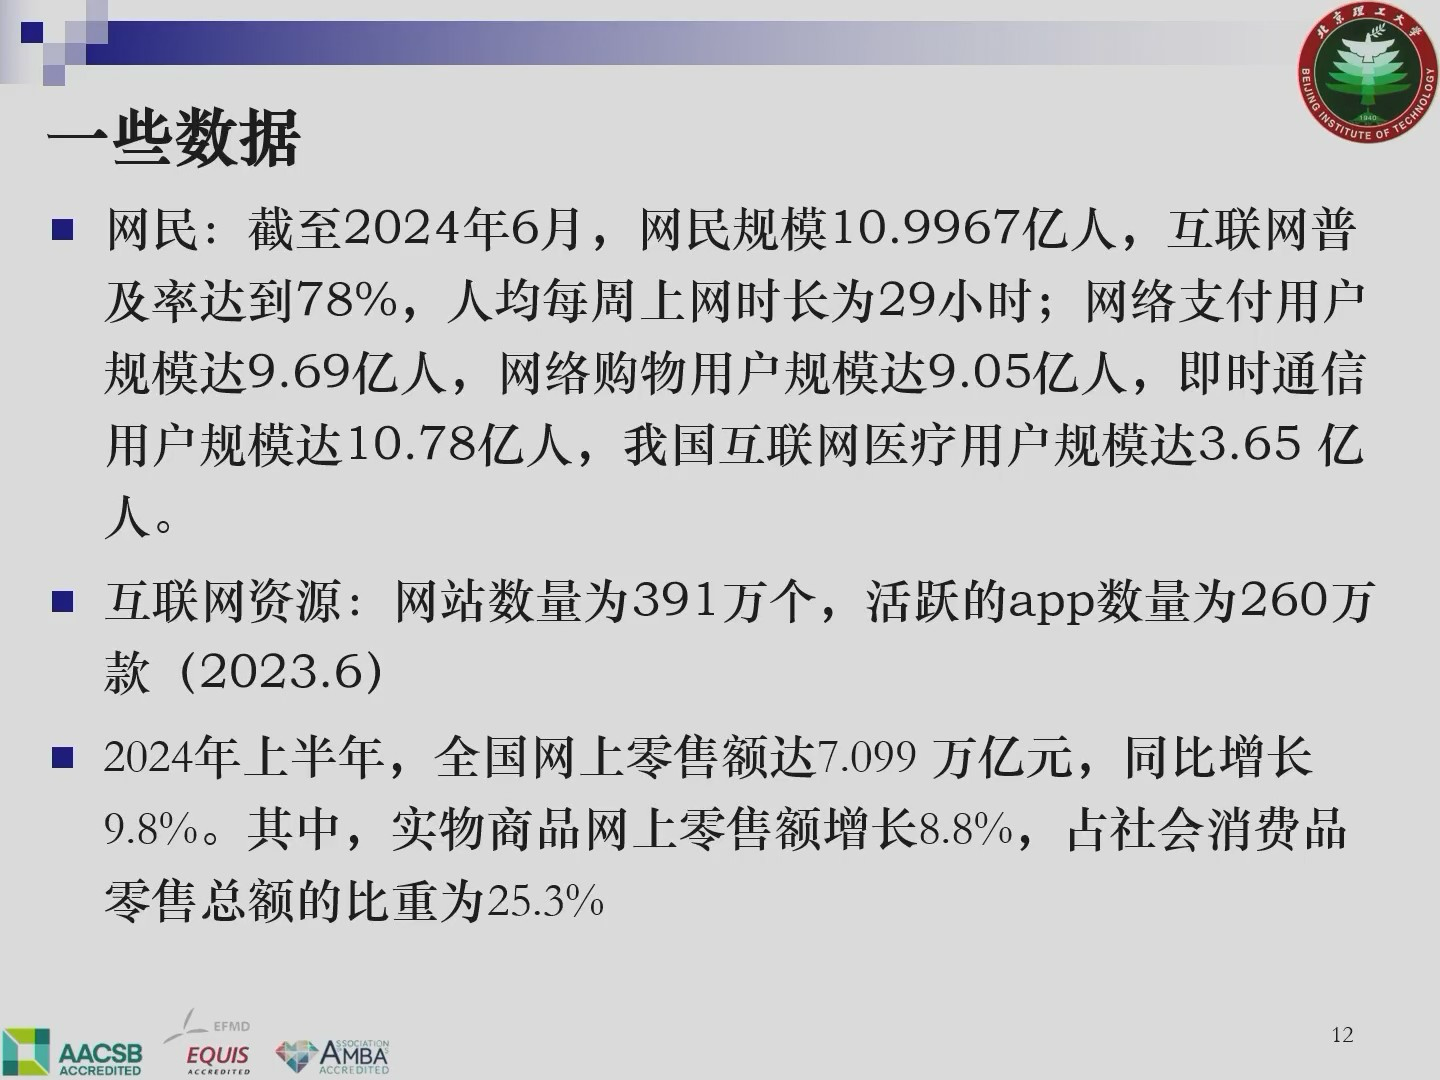 北京理工大学
BEIJING INSTITUTE OF TECHNOLOGY
1940
一些数据
网民：截至2024年6月，网民规模10.9967亿人，互联网普
及率达到78%，人均每周上网时长为29小时；网络支付用户
规模达9.69亿人，网络购物用户规模达9.05亿人，即时通信
用户规模达10.78亿人，我国互联网医疗用户规模达3.65 亿
人。
互联网资源：网站数量为391万个，活跃的app数量为260万
款（2023.6）
2024年上半年，全国网上零售额达7.099 万亿元，同比增长
9.8%。其中，实物商品网上零售额增长8.8%，占社会消费品
零售总额的比重为25.3%
AACSB
ACCREDITED
EFMD
EQUIS
ACCREDITED
ASSOCIATION
AMBA
ACCREDITED
12